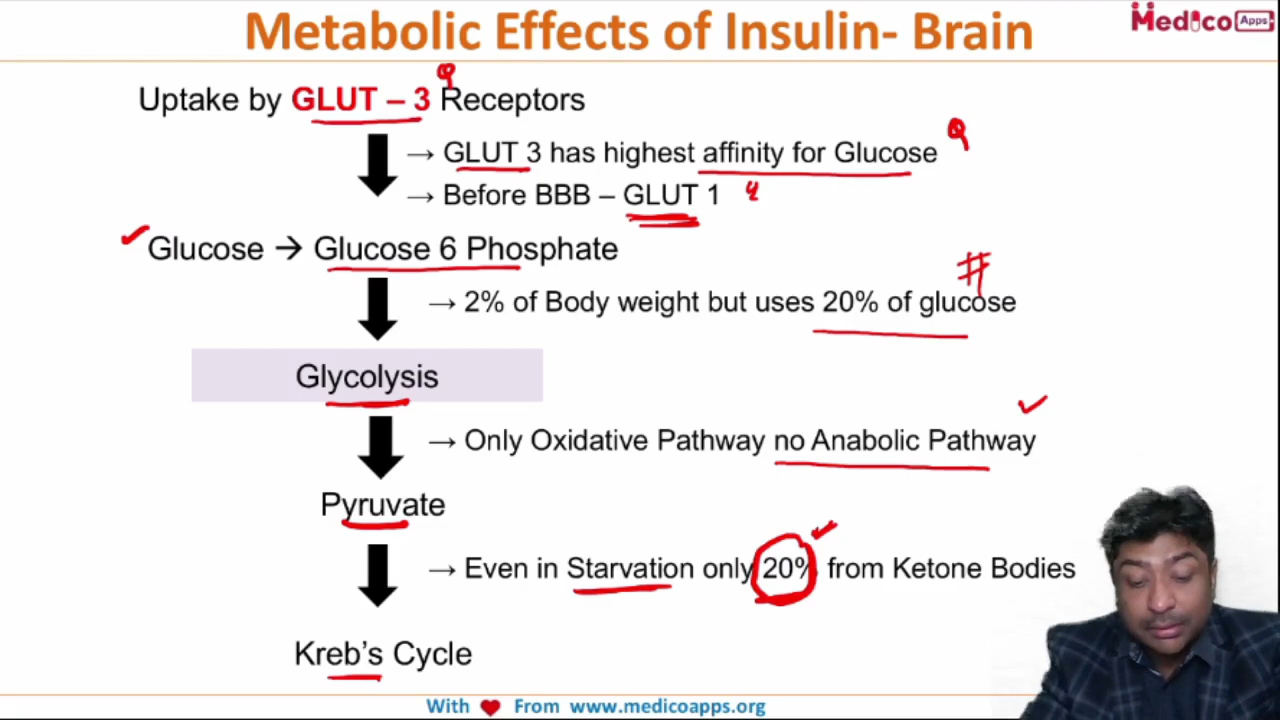 Metabolic Effects of Insulin- Brain
Medico Apps
Uptake by GLUT – 3 Receptors
→ GLUT 3 has highest affinity for Glucose
→ Before BBB – GLUT 1
Glucose → Glucose 6 Phosphate
→ 2% of Body weight but uses 20% of glucose
Glycolysis
→ Only Oxidative Pathway no Anabolic Pathway
Pyruvate
→ Even in Starvation only 20% from Ketone Bodies
Kreb's Cycle
With ❤ From www.medicoapps.org